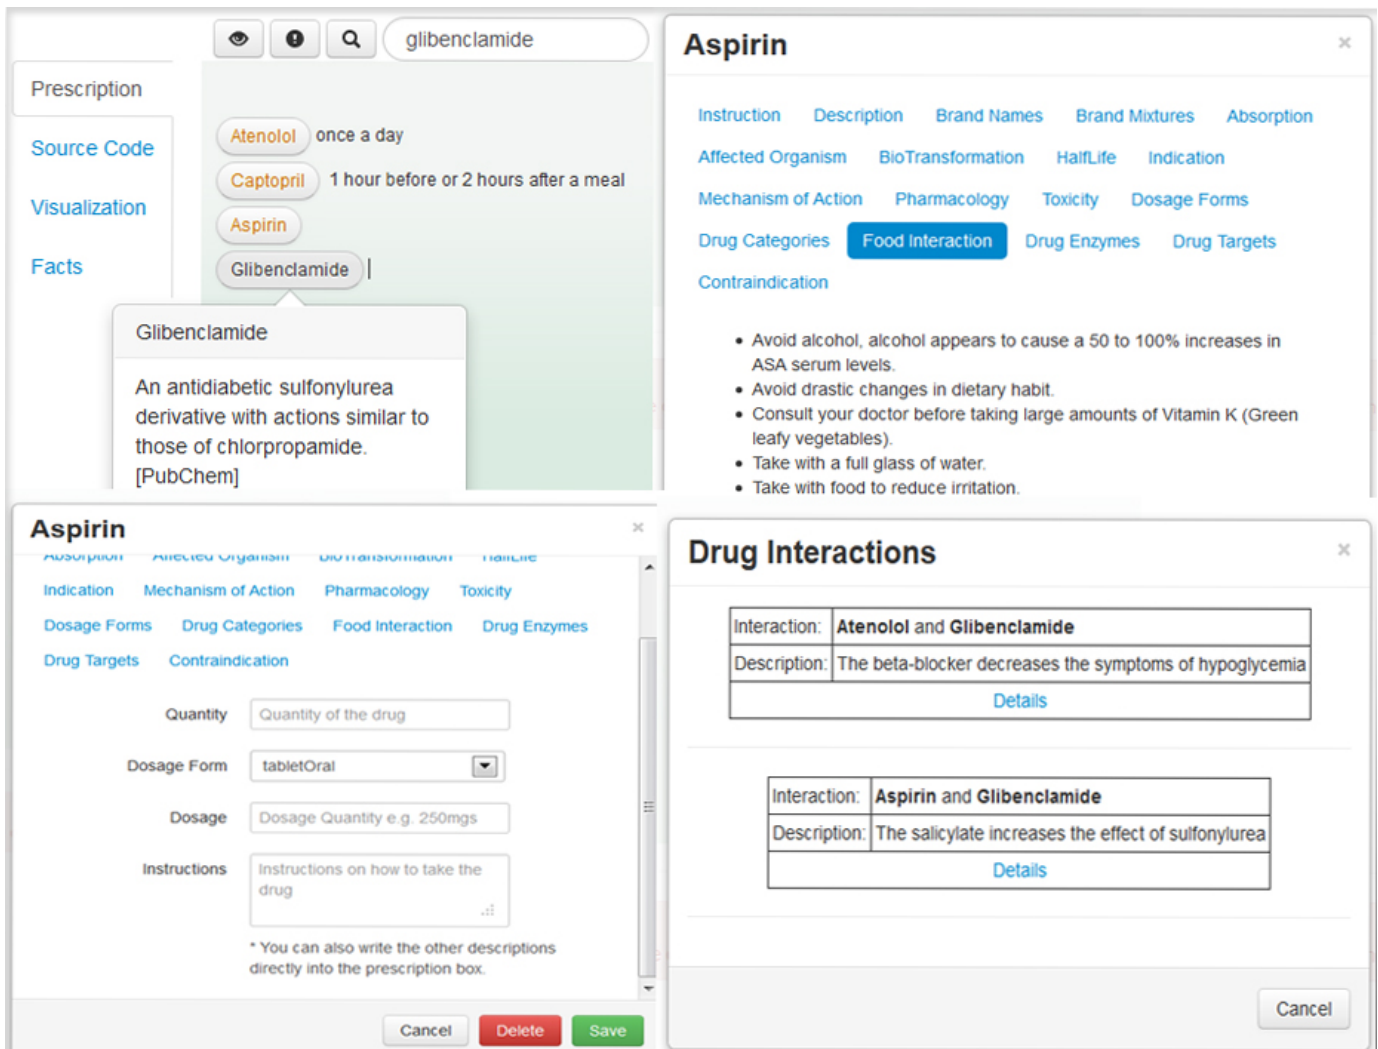 glibenclamide
Prescription
Source Code
Visualization
Facts
Atenolol once a day
Captopril 1 hour before or 2 hours after a meal
Aspirin
Glibenclamide
Glibenclamide
An antidiabetic sulfonylurea
derivative with actions similar to
those of chlorpropamide.
[PubChem]
Aspirin ×
Instruction Description Brand Names Brand Mixtures Absorption
Affected Organism BioTransformation HalfLife Indication
Mechanism of Action Pharmacology Toxicity Dosage Forms
Drug Categories Food Interaction Drug Enzymes Drug Targets
Contraindication
• Avoid alcohol, alcohol appears to cause a 50 to 100% increases in
ASA serum levels.
• Avoid drastic changes in dietary habit.
• Consult your doctor before taking large amounts of Vitamin K (Green
leafy vegetables).
• Take with a full glass of water.
• Take with food to reduce irritation.
Aspirin ×
Absorption Affected Organism BioTransformation HalfLife
Indication Mechanism of Action Pharmacology Toxicity
Dosage Forms Drug Categories Food Interaction Drug Enzymes
Drug Targets Contraindication
Quantity Quantity of the drug
Dosage Form tabletOral
Dosage Dosage Quantity e.g. 250mgs
Instructions Instructions on how to take the
drug
* You can also write the other descriptions
directly into the prescription box.
Cancel Delete Save
Drug Interactions ×
Interaction: Atenolol and Glibenclamide
Description: The beta-blocker decreases the symptoms of hypoglycemia
Details
Interaction: Aspirin and Glibenclamide
Description: The salicylate increases the effect of sulfonylurea
Details
Cancel